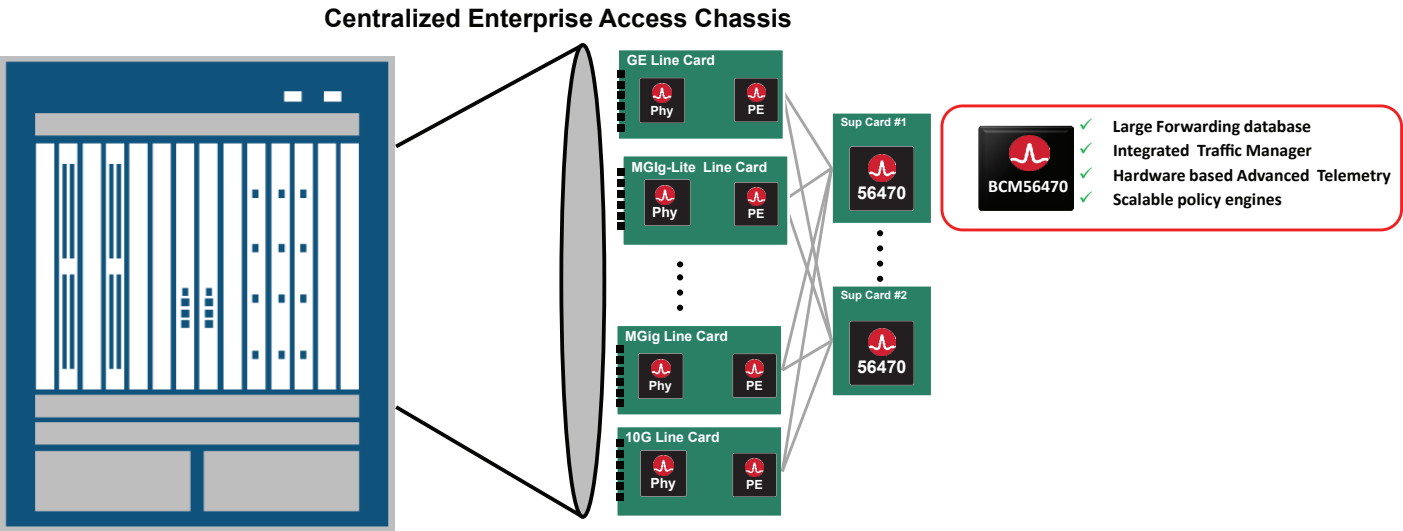 Centralized Enterprise Access Chassis
GE Line Card
Phy
PE
MGIg-Lite Line Card
Phy
PE
MGig Line Card
Phy
PE
10G Line Card
Phy
PE
Sup Card #1
56470
Sup Card #2
56470
BCM56470
✓ Large Forwarding database
✓ Integrated Traffic Manager
✓ Hardware based Advanced Telemetry
✓ Scalable policy engines